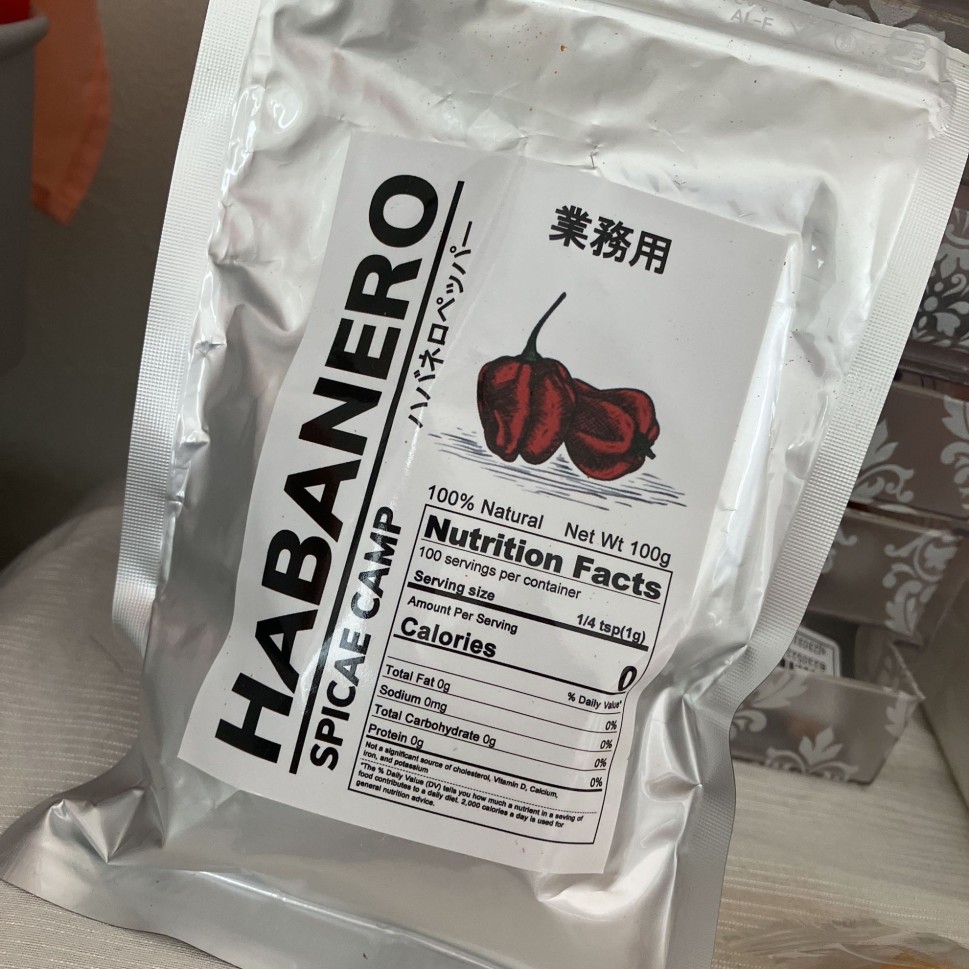 AL-F
HABANERO
ハバネロペッパー
SPICAE CAMP
業務用
100% Natural Net Wt 100g
Nutrition Facts
100 servings per container
Serving size 1/4 tsp(1g)
Amount Per Serving
Calories 0
% Daily Value*
Total Fat 0g 0%
Sodium 0mg 0%
Total Carbohydrate 0g 0%
Protein 0g 0%
Not a significant source of cholesterol, Vitamin D, Calcium,
Iron, and potassium
*The % Daily Value (DV) tells you how much a nutrient in a seving of
food contributes to a daily diet. 2,000 calories a day is used for
general nutrition advice.